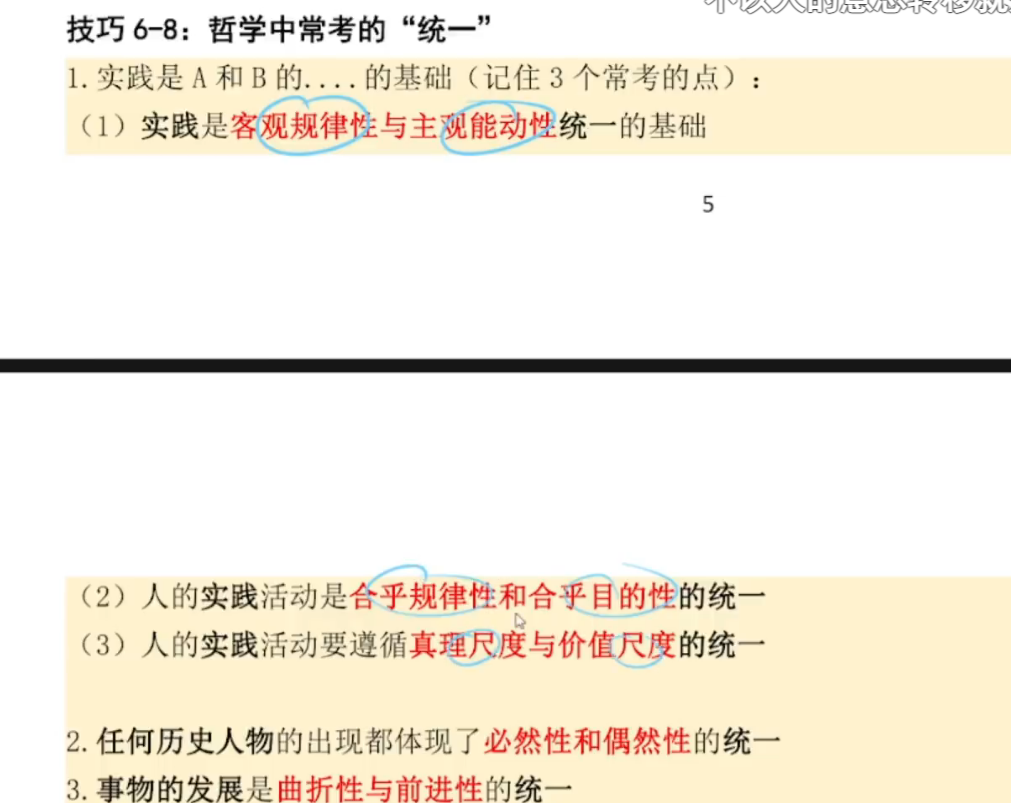 技巧 6-8：哲学中常考的“统一”
1.实践是 A 和 B 的....的基础（记住 3 个常考的点）：
（1）实践是客观规律性与主观能动性统一的基础
5
（2）人的实践活动是合乎规律性和合乎目的性的统一
（3）人的实践活动要遵循真理尺度与价值尺度的统一
2.任何历史人物的出现都体现了必然性和偶然性的统一
3.事物的发展是曲折性与前进性的统一